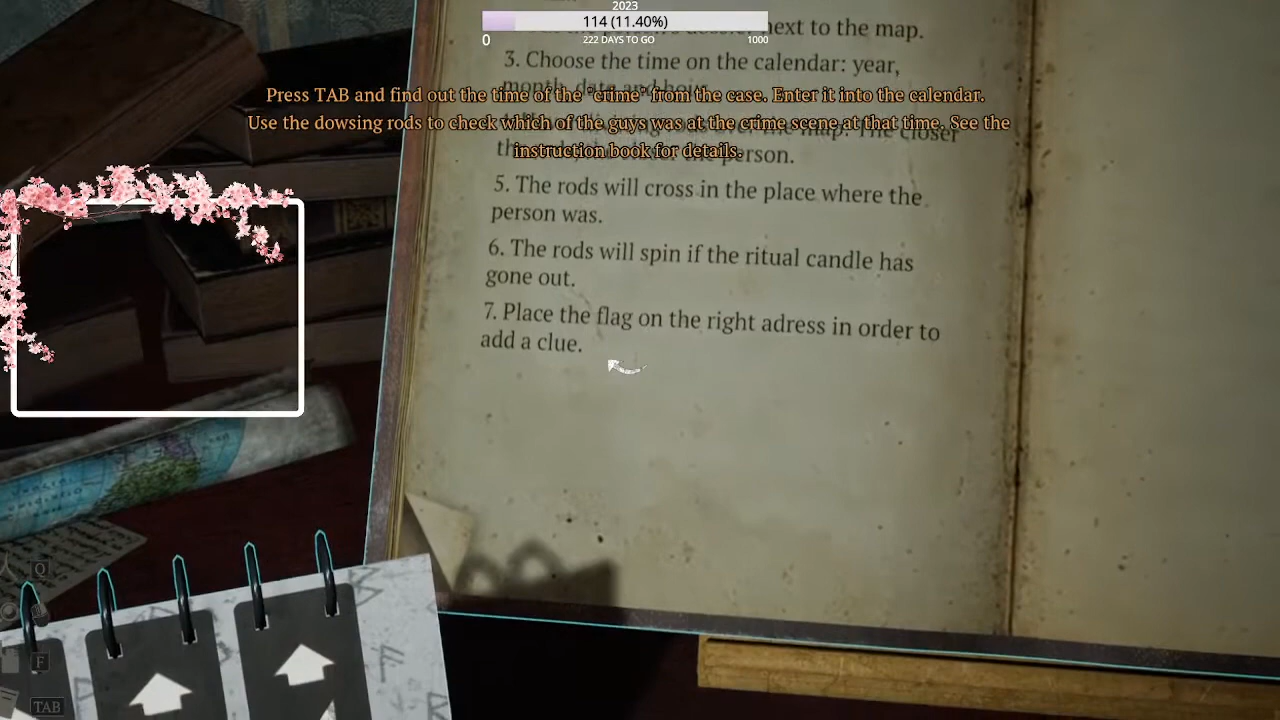 2023
114 (11.40%)
0
222 DAYS TO GO
1000
next to the map.
3. Choose the time on the calendar: year,
Press TAB and find out the time of the "crime" from the case. Enter it into the calendar.
Use the dowsing rods to check which of the guys was at the crime scene at that time. See the
instruction book for details.
the map. The closer
person.
5. The rods will cross in the place where the
person was.
6. The rods will spin if the ritual candle has
gone out.
7. Place the flag on the right adress in order to
add a clue.
Q
F
TAB